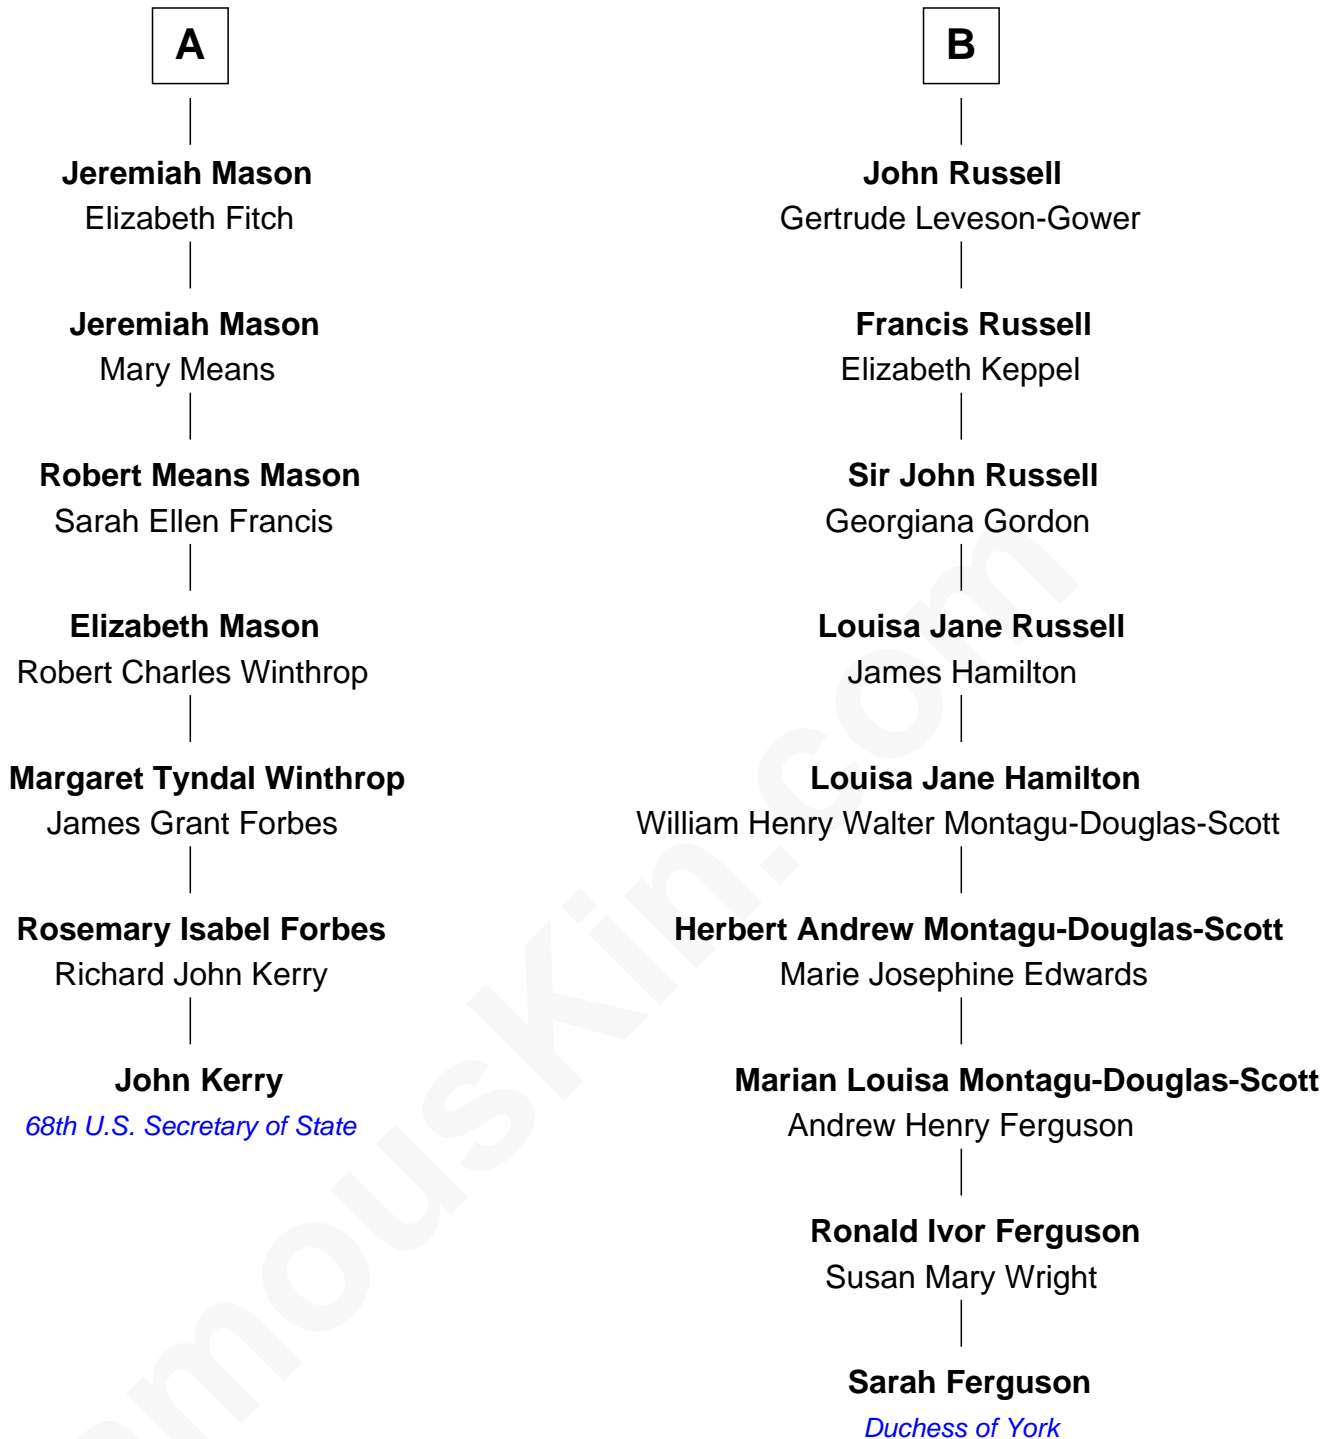 A
Jeremiah Mason
Elizabeth Fitch
Jeremiah Mason
Mary Means
Robert Means Mason
Sarah Ellen Francis
Elizabeth Mason
Robert Charles Winthrop
Margaret Tyndal Winthrop
James Grant Forbes
Rosemary Isabel Forbes
Richard John Kerry
John Kerry
68th U.S. Secretary of State
B
John Russell
Gertrude Leveson-Gower
Francis Russell
Elizabeth Keppel
Sir John Russell
Georgiana Gordon
Louisa Jane Russell
James Hamilton
Louisa Jane Hamilton
William Henry Walter Montagu-Douglas-Scott
Herbert Andrew Montagu-Douglas-Scott
Marie Josephine Edwards
Marian Louisa Montagu-Douglas-Scott
Andrew Henry Ferguson
Ronald Ivor Ferguson
Susan Mary Wright
Sarah Ferguson
Duchess of York
mousKin.com